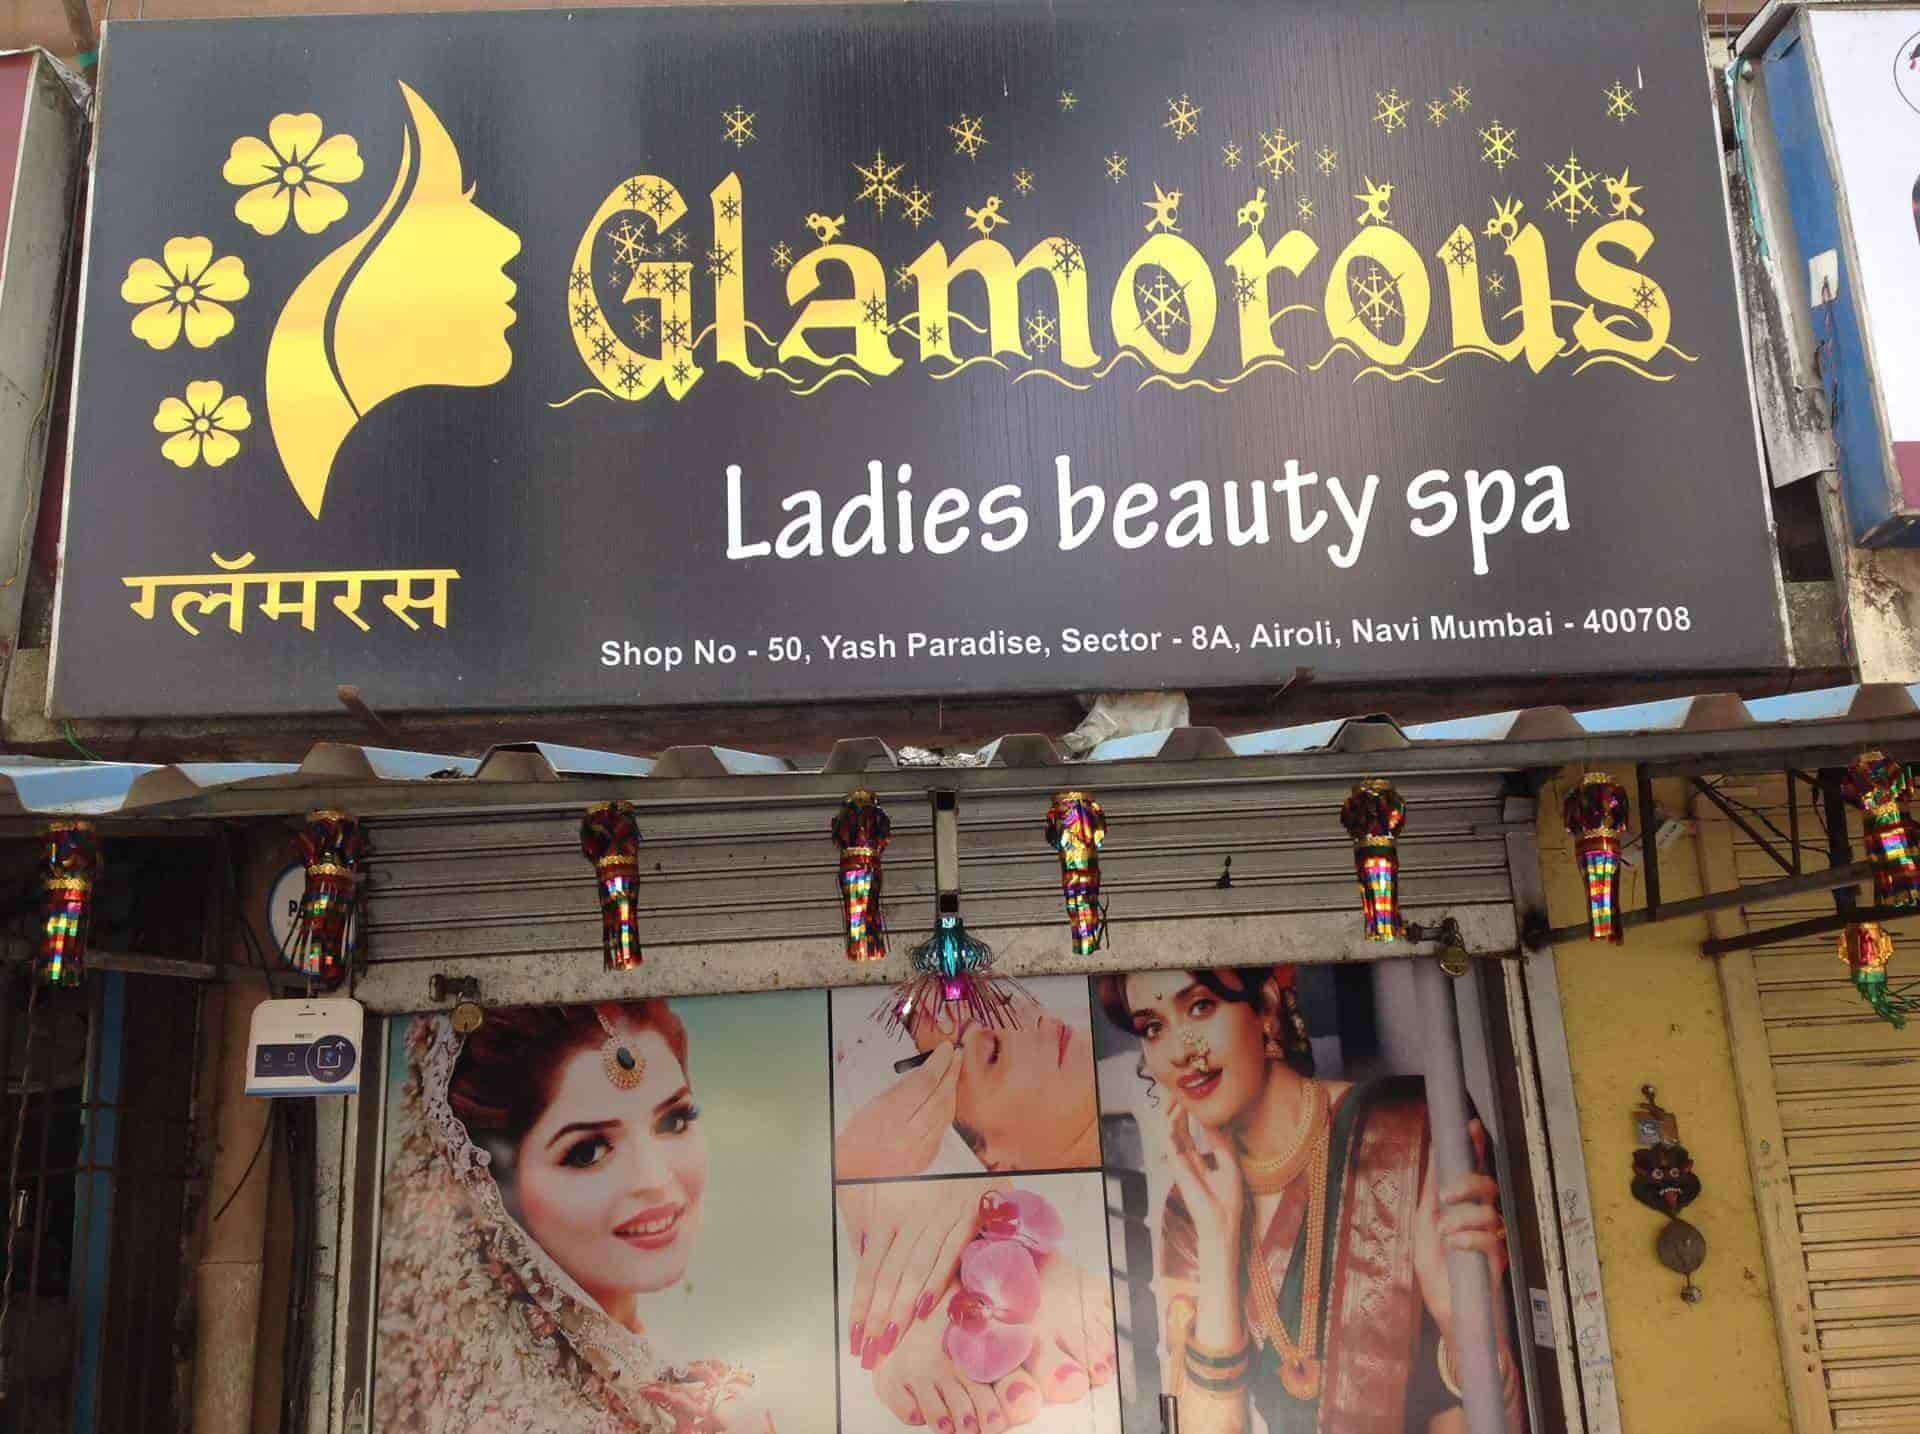 Glamorous
Ladies beauty spa
ग्लॅमरस
Shop No - 50, Yash Paradise, Sector - 8A, Airoli, Navi Mumbai - 400708